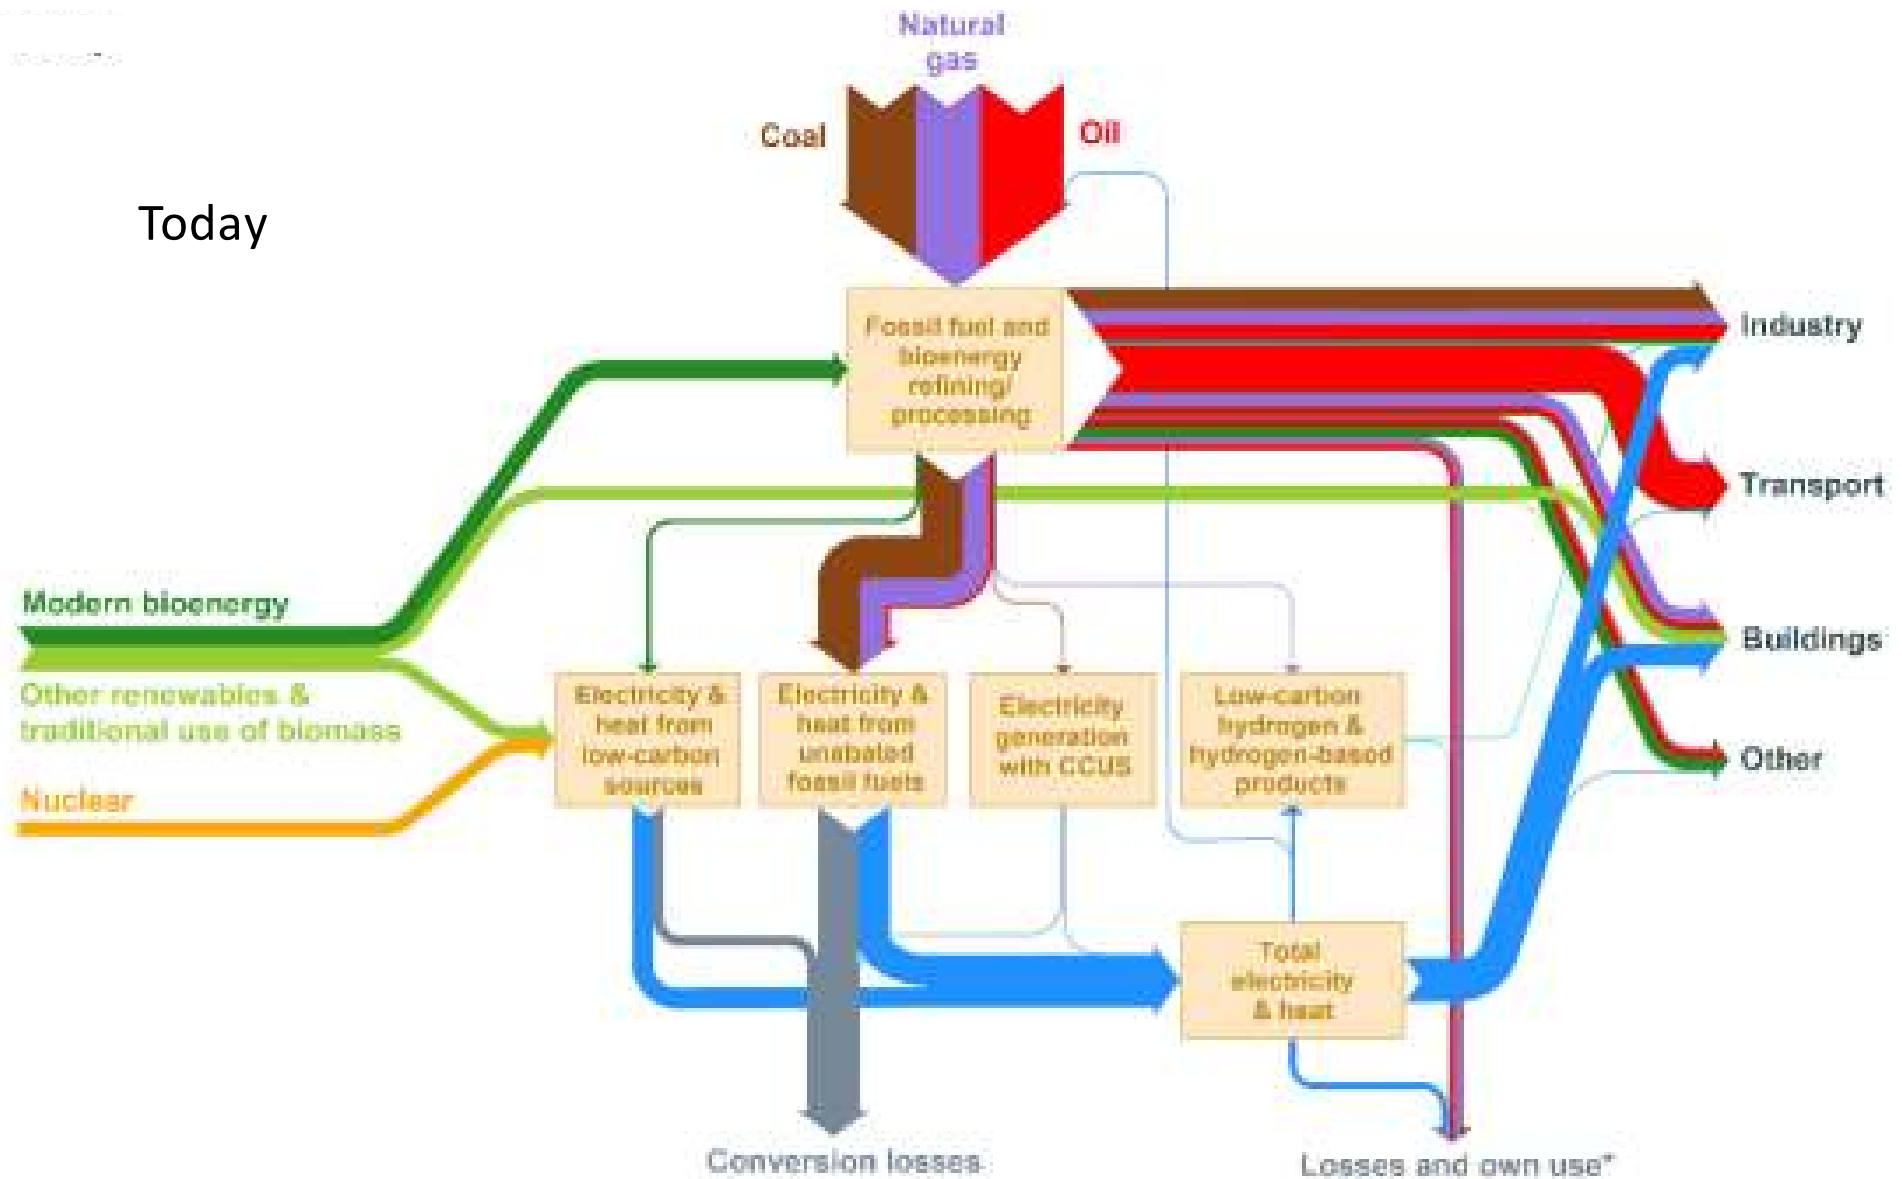 Natural
gas
Coal
Oil
Today
Fossil fuel and
bioenergy
refining/
processing
Industry
Transport
Modern bioenergy
Other renewables &
traditional use of biomass
Nuclear
Electricity &
heat from
low-carbon
sources
Electricity &
heat from
unabated
fossil fuels
Electricity
generation
with CCUS
Low-carbon
hydrogen &
hydrogen-based
products
Buildings
Other
Total
electricity
& heat
Conversion losses
Losses and own use*